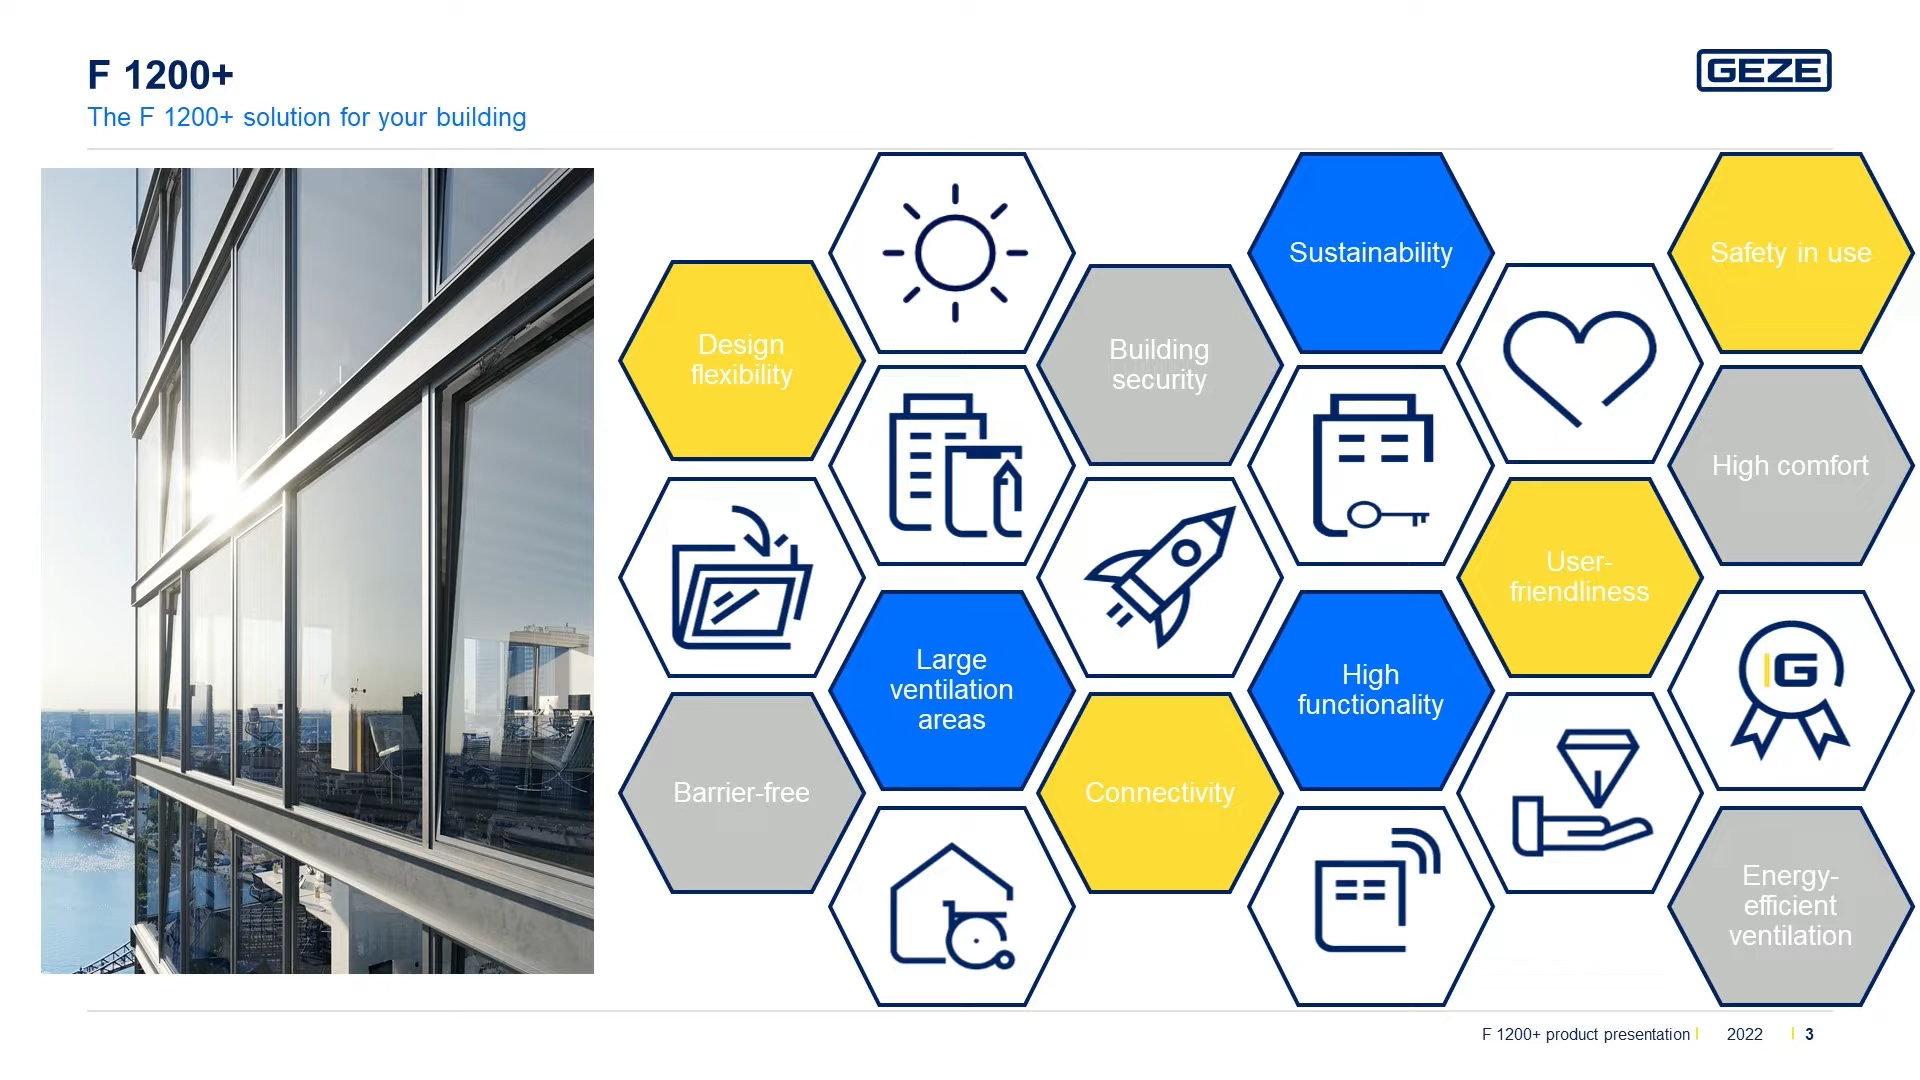 F 1200+
The F 1200+ solution for your building
GEZE
Sustainability
Safety in use
Design
flexibility
Building
security
High comfort
User-
friendliness
Large
ventilation
areas
High
functionality
IG
Barrier-free
Connectivity
Energy-
efficient
ventilation
F 1200+ product presentation
2022
3